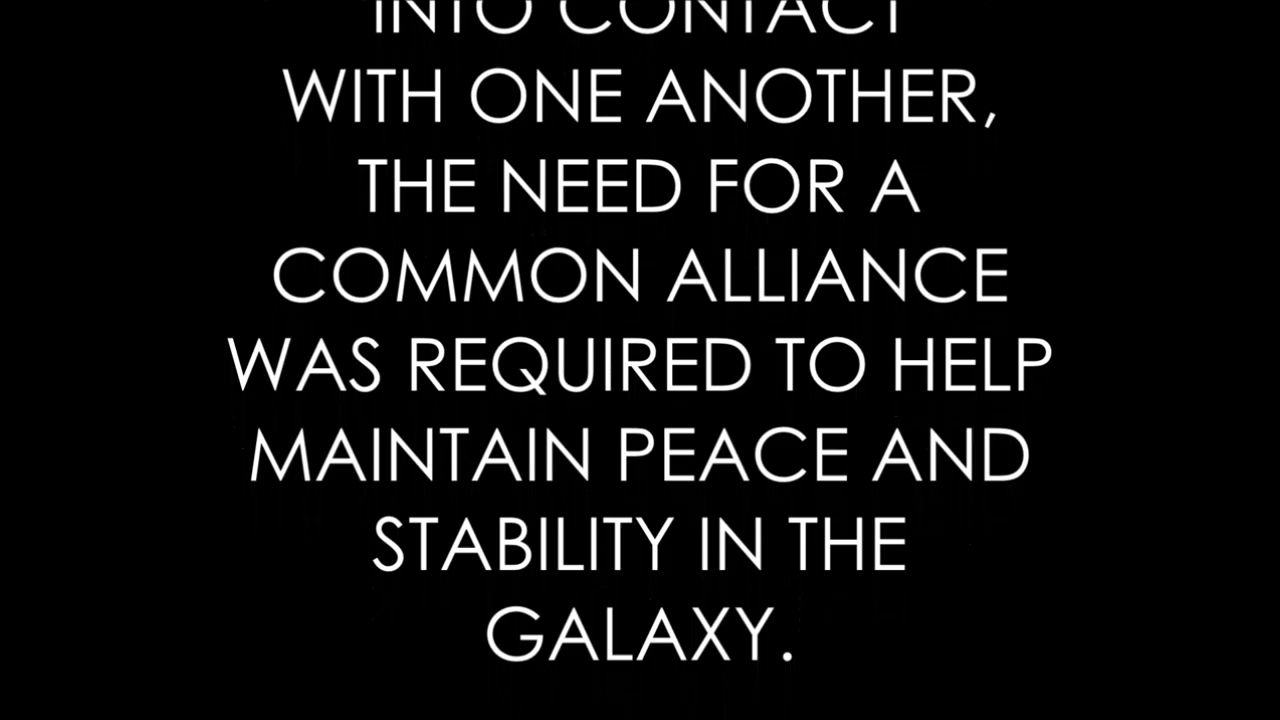 INTO CONTACT
WITH ONE ANOTHER,
THE NEED FOR A
COMMON ALLIANCE
WAS REQUIRED TO HELP
MAINTAIN PEACE AND
STABILITY IN THE
GALAXY.